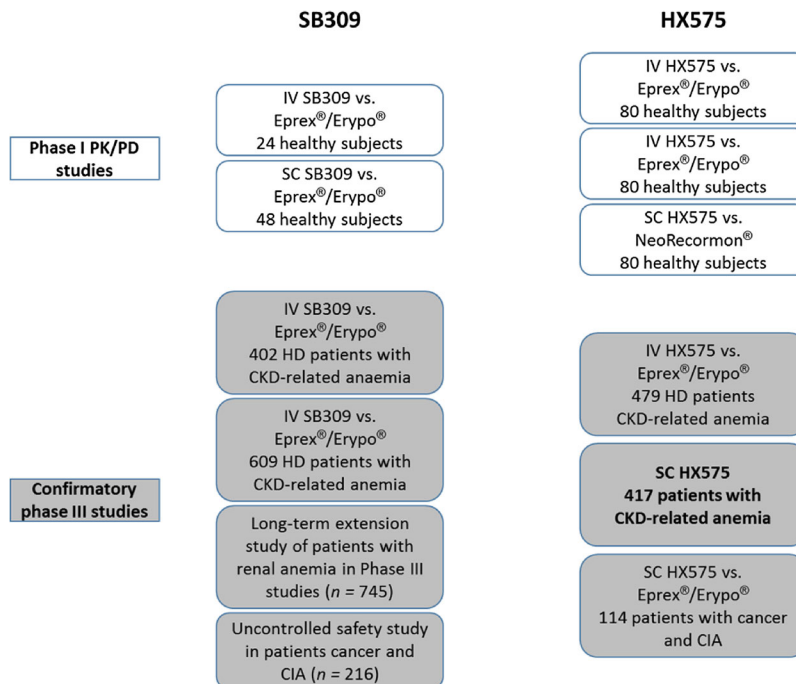 SB309
HX575
Phase I PK/PD
studies
IV SB309 vs.
Eprex®/Erypo®
24 healthy subjects
SC SB309 vs.
Eprex®/Erypo®
48 healthy subjects
IV HX575 vs.
Eprex®/Erypo®
80 healthy subjects
IV HX575 vs.
Eprex®/Erypo®
80 healthy subjects
SC HX575 vs.
NeoRecormon®
80 healthy subjects
Confirmatory
phase III studies
IV SB309 vs.
Eprex®/Erypo®
402 HD patients with
CKD-related anaemia
IV SB309 vs.
Eprex®/Erypo®
609 HD patients with
CKD-related anemia
Long-term extension
study of patients with
renal anemia in Phase III
studies (n = 745)
Uncontrolled safety study
in patients cancer and
CIA (n = 216)
IV HX575 vs.
Eprex®/Erypo®
479 HD patients
CKD-related anemia
SC HX575
417 patients with
CKD-related anemia
SC HX575 vs.
Eprex®/Erypo®
114 patients with cancer
and CIA